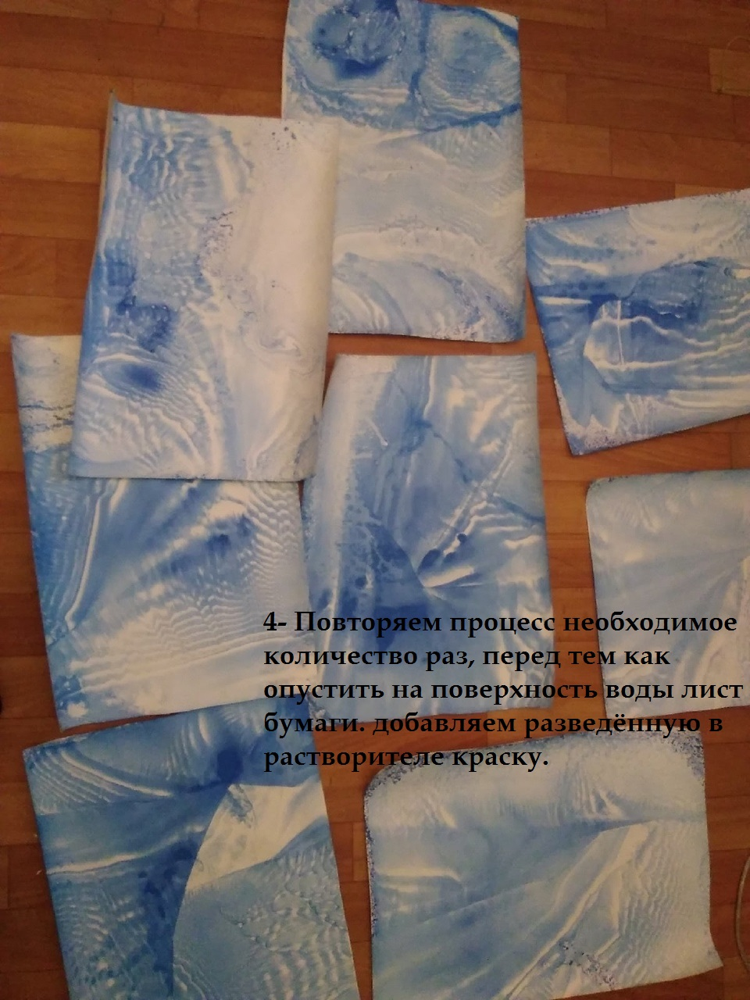 4- Повторяем процесс необходимое
количество раз, перед тем как
опустить на поверхность воды лист
бумаги. добавляем разведённую в
растворителе краску.